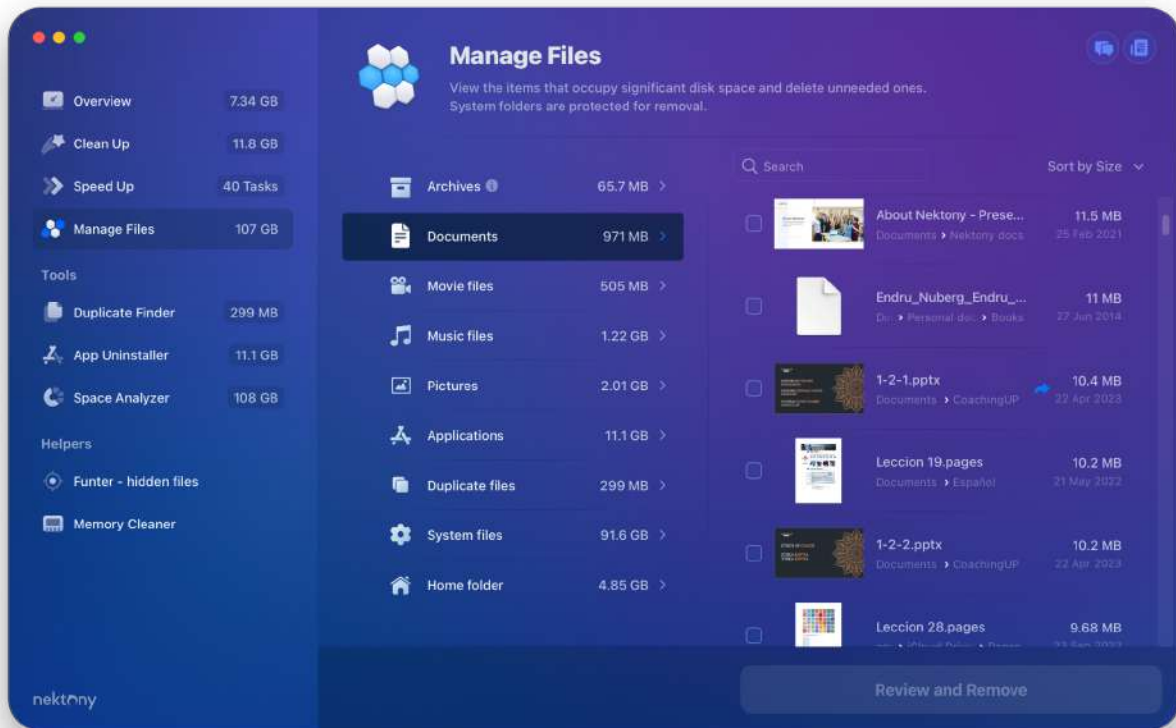 Manage Files
View the items that occupy significant disk space and delete unneeded ones.
System folders are protected for removal.
Overview 7.34 GB
Clean Up 11.8 GB
Speed Up 40 Tasks
Manage Files 107 GB
Tools
Duplicate Finder 299 MB
App Uninstaller 11.1 GB
Space Analyzer 108 GB
Helpers
Funter - hidden files
Memory Cleaner
nektony
Archives 65.7 MB
Documents 971 MB
Movie files 505 MB
Music files 1.22 GB
Pictures 2.01 GB
Applications 11.1 GB
Duplicate files 299 MB
System files 91.6 GB
Home folder 4.85 GB
Search Sort by Size
About Nektony - Prese... 11.5 MB
Documents › Nektony docs 25 Feb 2021
Endru_Nuberg_Endru_... 11 MB
› Personal doc › Books 27 Jun 2014
1-2-1.pptx 10.4 MB
Documents › CoachingUP 22 Apr 2023
Leccion 19.pages 10.2 MB
Documents › Español 21 May 2022
1-2-2.pptx 10.2 MB
Documents › CoachingUP 22 Apr 2023
Leccion 28.pages 9.68 MB
Review and Remove